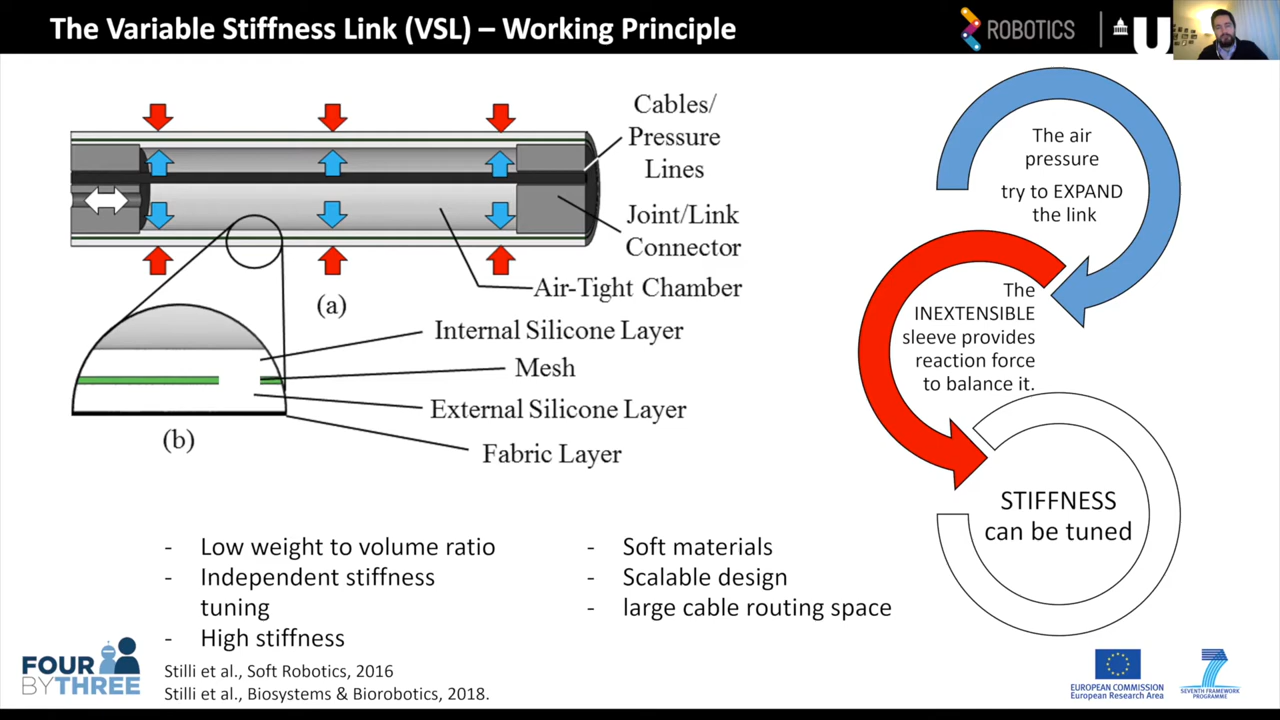 The Variable Stiffness Link (VSL) – Working Principle
ROBOTICS
U
Cables/
Pressure
Lines
Joint/Link
Connector
Air-Tight Chamber
(a)
Internal Silicone Layer
Mesh
External Silicone Layer
(b)
Fabric Layer
The air
pressure
try to EXPAND
the link
The
INEXTENSIBLE
sleeve provides
reaction force
to balance it.
STIFFNESS
can be tuned
- Low weight to volume ratio
- Independent stiffness
tuning
- High stiffness
- Soft materials
- Scalable design
- large cable routing space
FOUR
BYTHREE
Stilli et al., Soft Robotics, 2016
Stilli et al., Biosystems & Biorobotivs, 2018.
EUROPEAN COMMISSION
European Research Area
SEVENTH FRAMEWORK
PROGRAMME